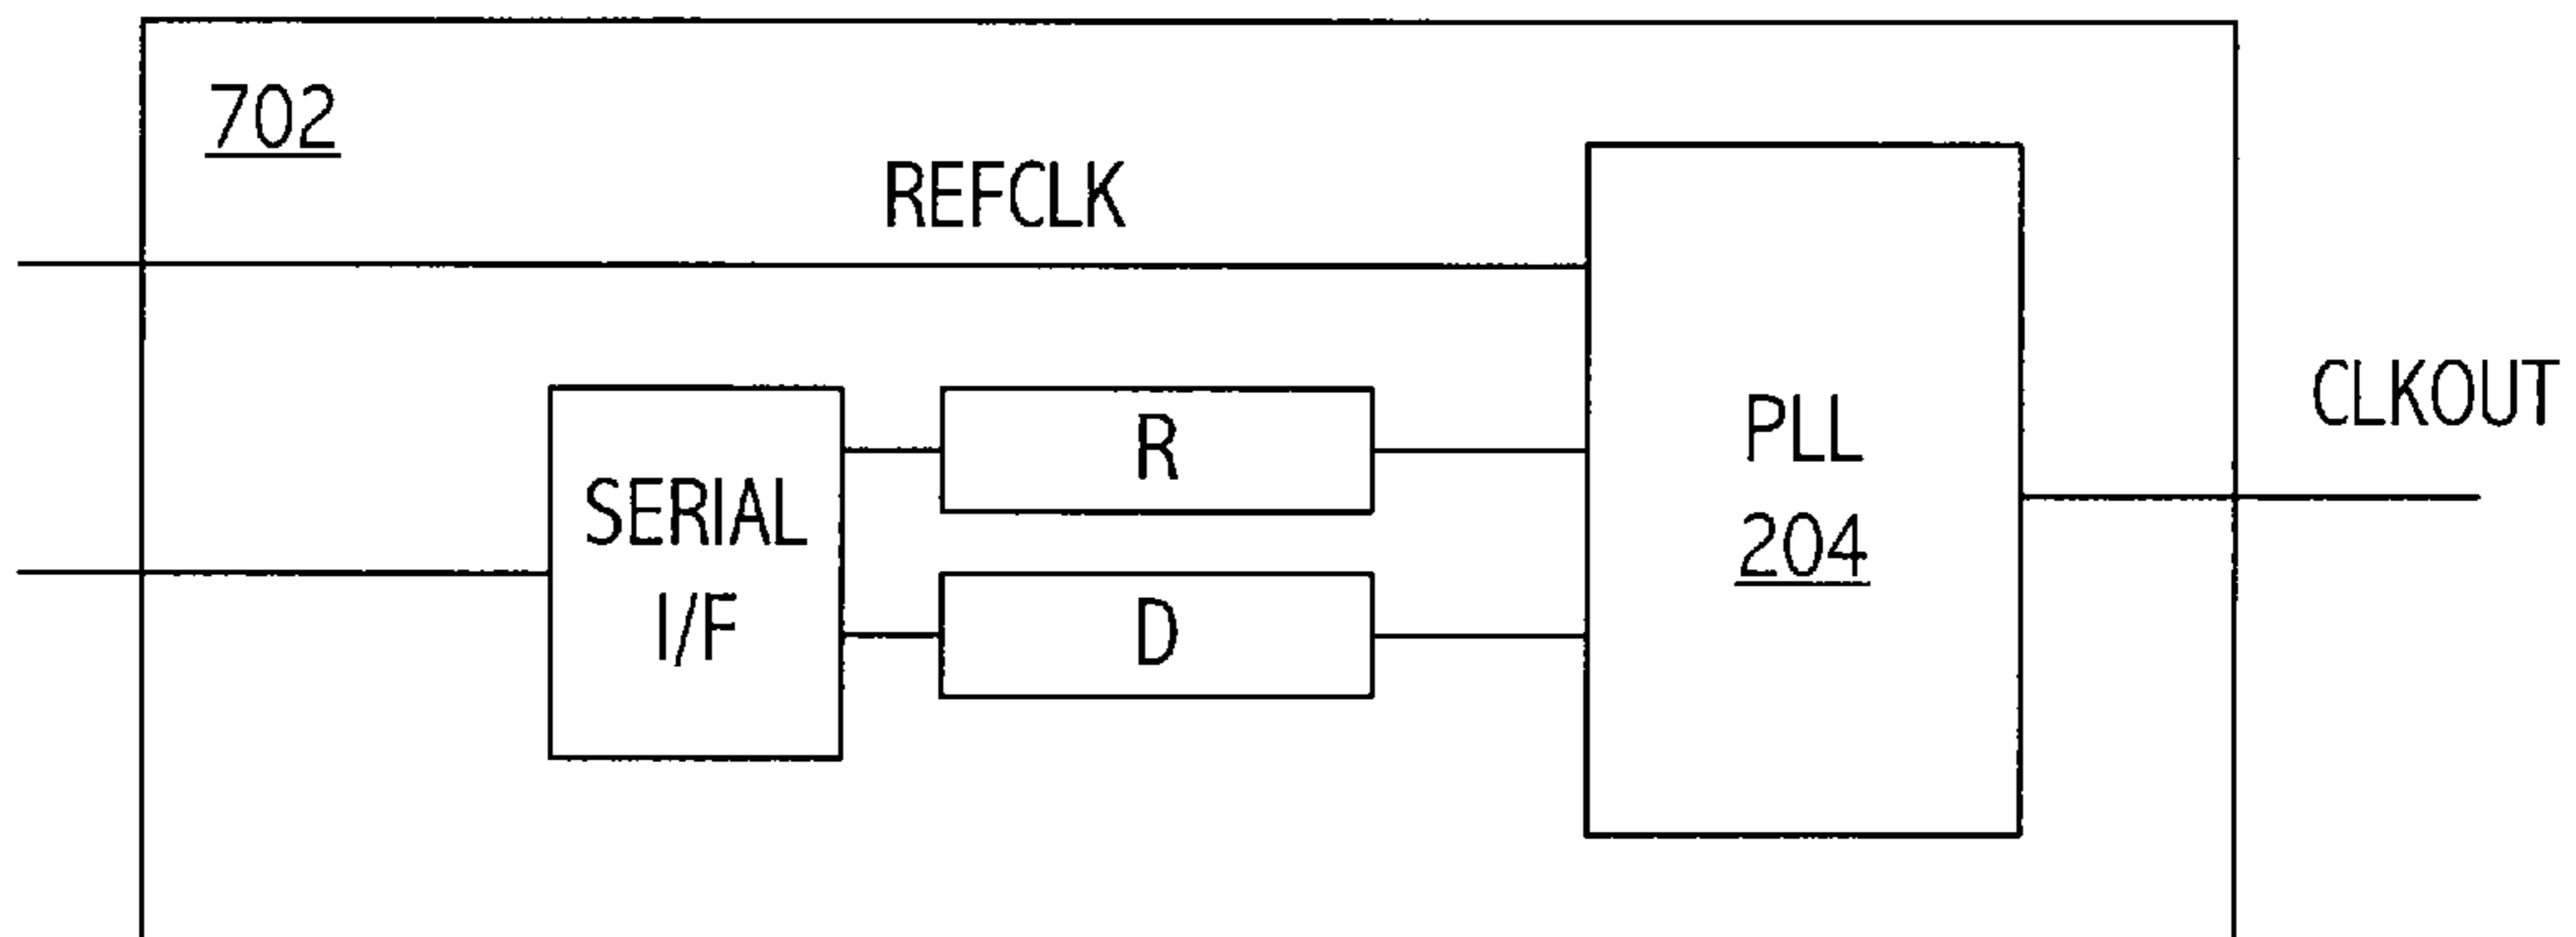 702
REFCLK
CLKOUT
R
PLL
SERIAL
204
I/F
D